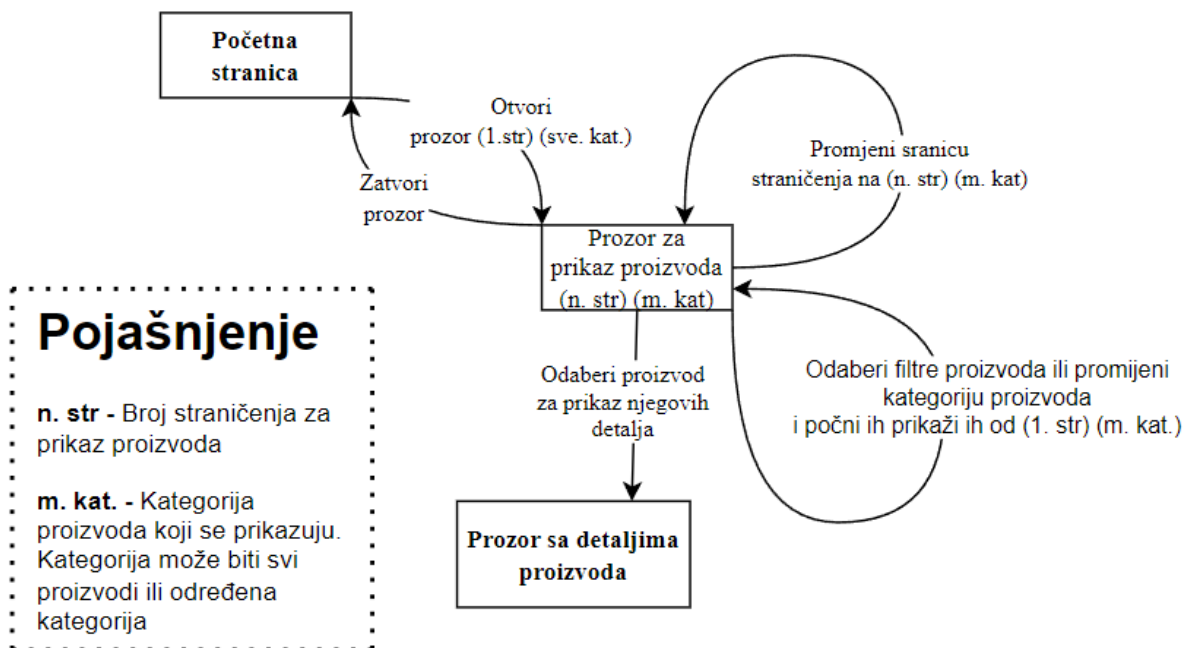 Početna
stranica
Otvori
prozor (1.str) (sve. kat.)
Zatvori
prozor
Promjeni sranicu
straničenja na (n. str) (m. kat)
Prozor za
prikaz proizvoda
(n. str) (m. kat)
Odaberi proizvod
za prikaz njegovih
detalja
Odaberi filtre proizvoda ili promijeni
kategoriju proizvoda
i počni ih prikaži ih od (1. str) (m. kat.)
Prozor sa detaljima
proizvoda
Pojašnjenje
n. str - Broj straničenja za
prikaz proizvoda
m. kat. - Kategorija
proizvoda koji se prikazuju.
Kategorija može biti svi
proizvodi ili određena
kategorija